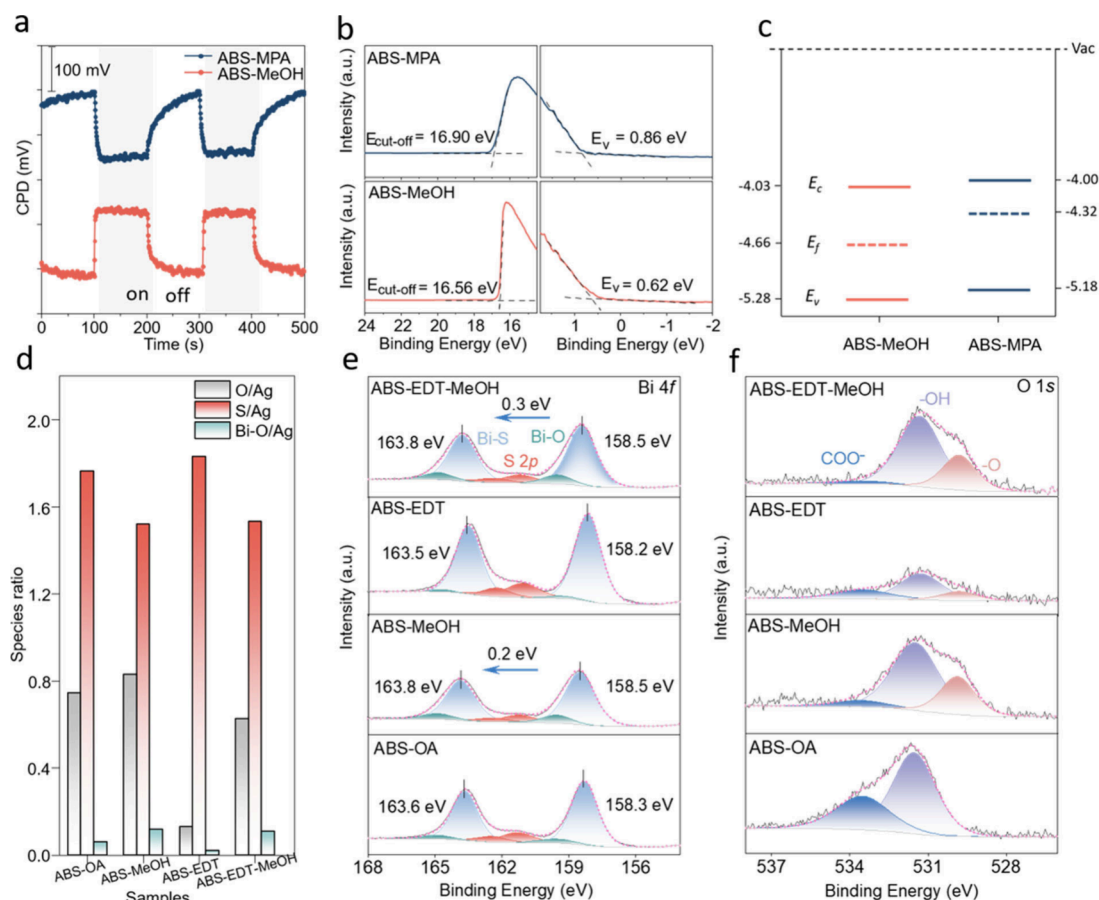 a
100 mV
ABS-MPA
ABS-MeOH
CPD (mV)
on off
0 100 200 300 400 500
Time (s)
b
ABS-MPA
Ecut-off = 16.90 eV
Ev = 0.86 eV
Intensity (a.u.)
ABS-MeOH
Ecut-off = 16.56 eV
Ev = 0.62 eV
Intensity (a.u.)
24 22 20 18 16 4 1 0 -1 -2
Binding Energy (eV) Binding Energy (eV)
c
Vac
-4.03
-4.66
-5.28
Ec
Ef
Ev
-4.00
-4.32
-5.18
ABS-MeOH ABS-MPA
d
O/Ag
S/Ag
Bi-O/Ag
Species ratio
2.0
1.6
1.2
0.8
0.4
0.0
ABS-OA ABS-MeOH ABS-EDT ABS-EDT-MeOH
Samples
e
ABS-EDT-MeOH Bi 4f
0.3 eV
163.8 eV Bi-S Bi-O 158.5 eV
S 2p
ABS-EDT
163.5 eV 158.2 eV
ABS-MeOH
0.2 eV
163.8 eV 158.5 eV
ABS-OA
163.6 eV 158.3 eV
Intensity (a.u.)
168 165 162 159 156
Binding Energy (eV)
f
ABS-EDT-MeOH O 1s
-OH
COO-
-O
ABS-EDT
ABS-MeOH
ABS-OA
Intensity (a.u.)
537 534 531 528
Binding Energy (eV)